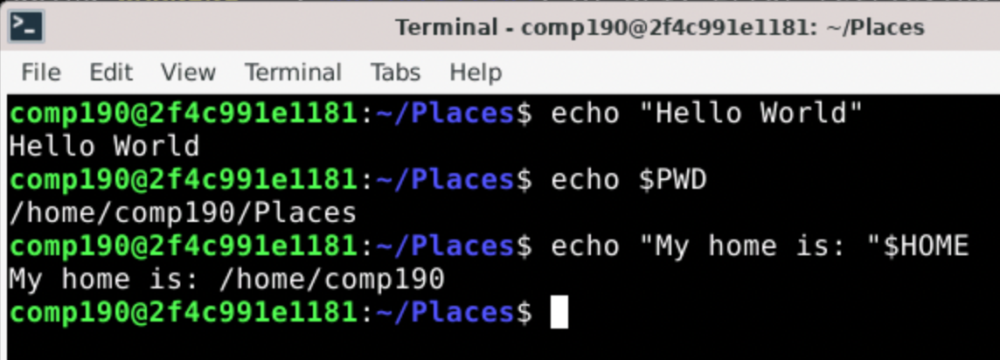 Terminal - comp190@2f4c991e1181: ~/Places
File Edit View Terminal Tabs Help
comp190@2f4c991e1181:~/Places$ echo "Hello World"
Hello World
comp190@2f4c991e1181:~/Places$ echo $PWD
/home/comp190/Places
comp190@2f4c991e1181:~/Places$ echo "My home is: "$HOME
My home is: /home/comp190
comp190@2f4c991e1181:~/Places$